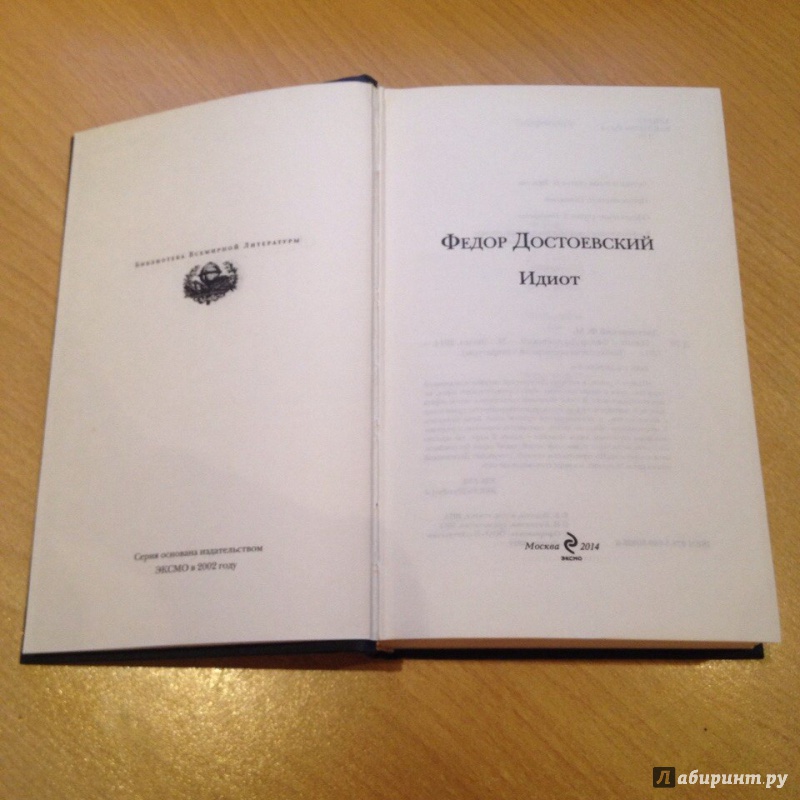 Библиотека Всемирной Литературы
Серия основана издательством
ЭКСМО в 2002 году
Федор Достоевский
Идиот
Москва 2014
ЭКСМО
Лабиринт.ру